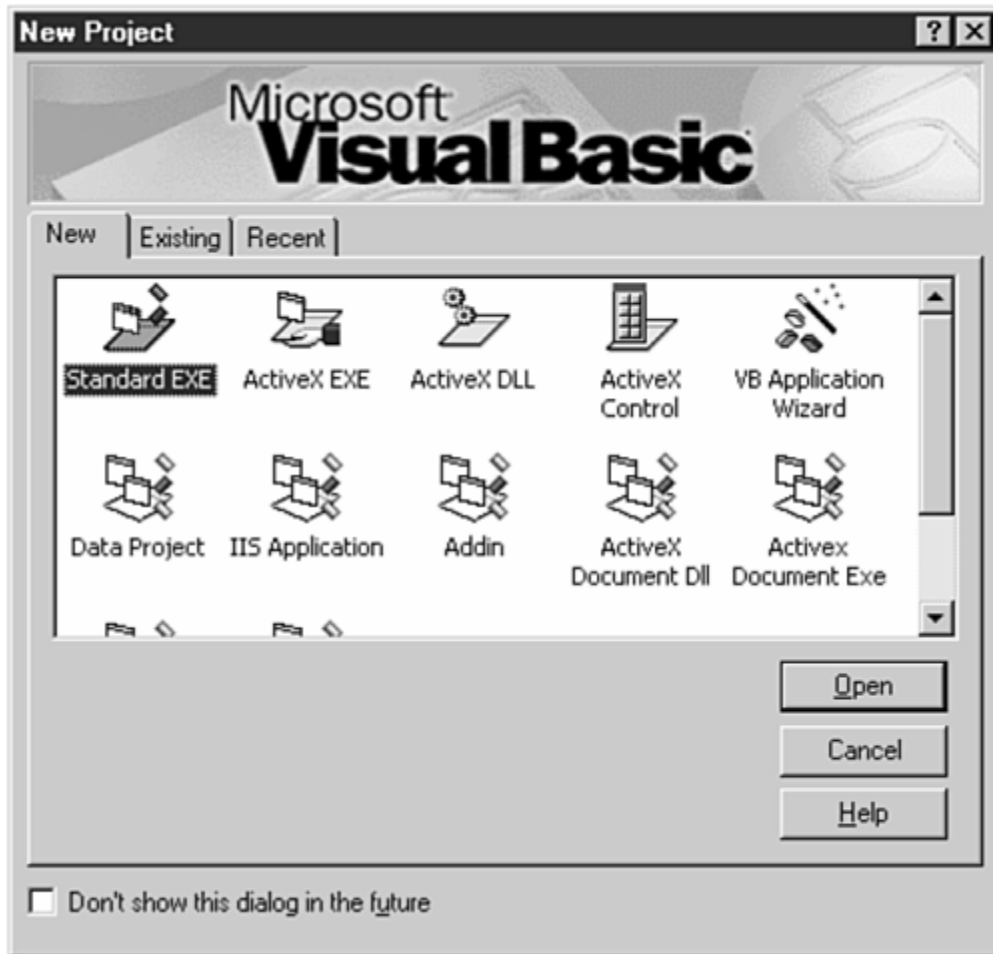 New Project
Microsoft
Visual Basic
New Existing Recent
Standard EXE ActiveX EXE ActiveX DLL ActiveX Control VB Application Wizard
Data Project IIS Application Addin ActiveX Document Dll Activex Document Exe
Open
Cancel
Help
Don't show this dialog in the future